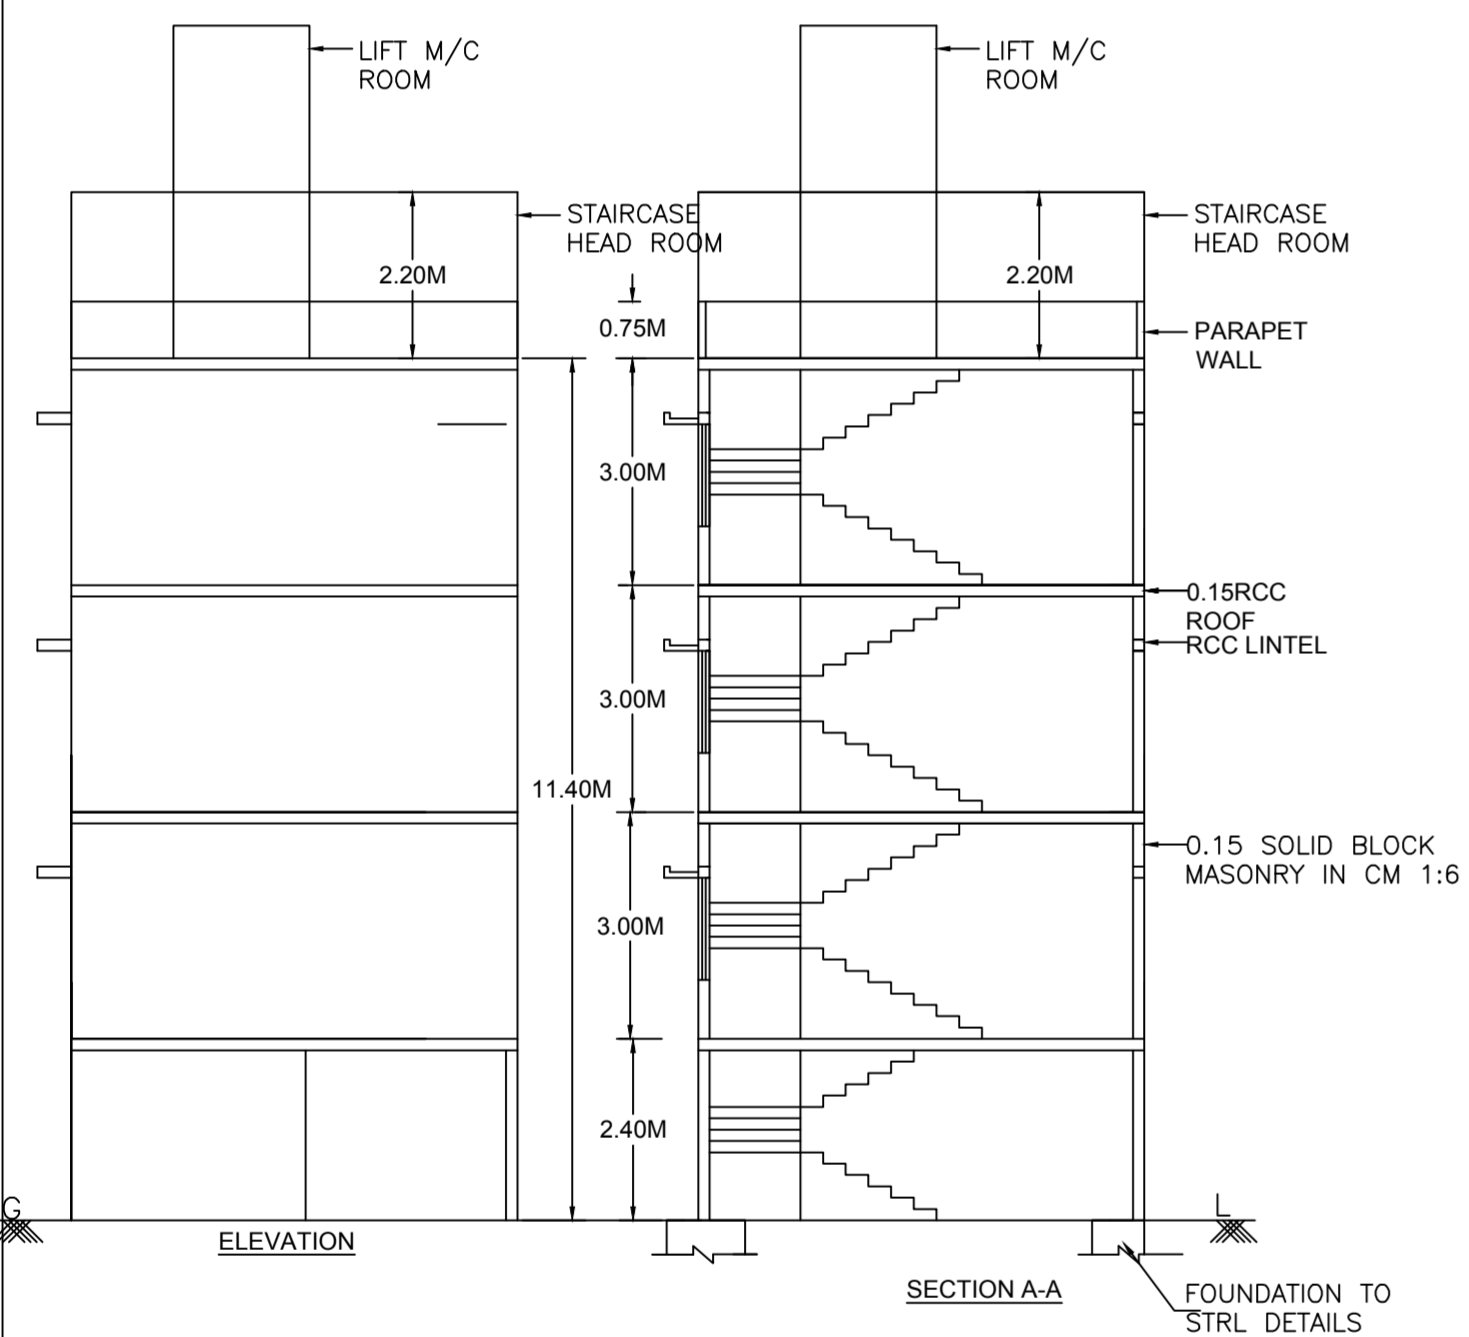 LIFT M/C
ROOM
LIFT M/C
ROOM
STAIRCASE
HEAD ROOM
STAIRCASE
HEAD ROOM
2.20M
2.20M
0.75M
PARAPET
WALL
3.00M
0.15RCC
ROOF
RCC LINTEL
3.00M
11.40M
0.15 SOLID BLOCK
MASONRY IN CM 1:6
3.00M
2.40M
G
L
ELEVATION
SECTION A-A
FOUNDATION TO
STRL DETAILS